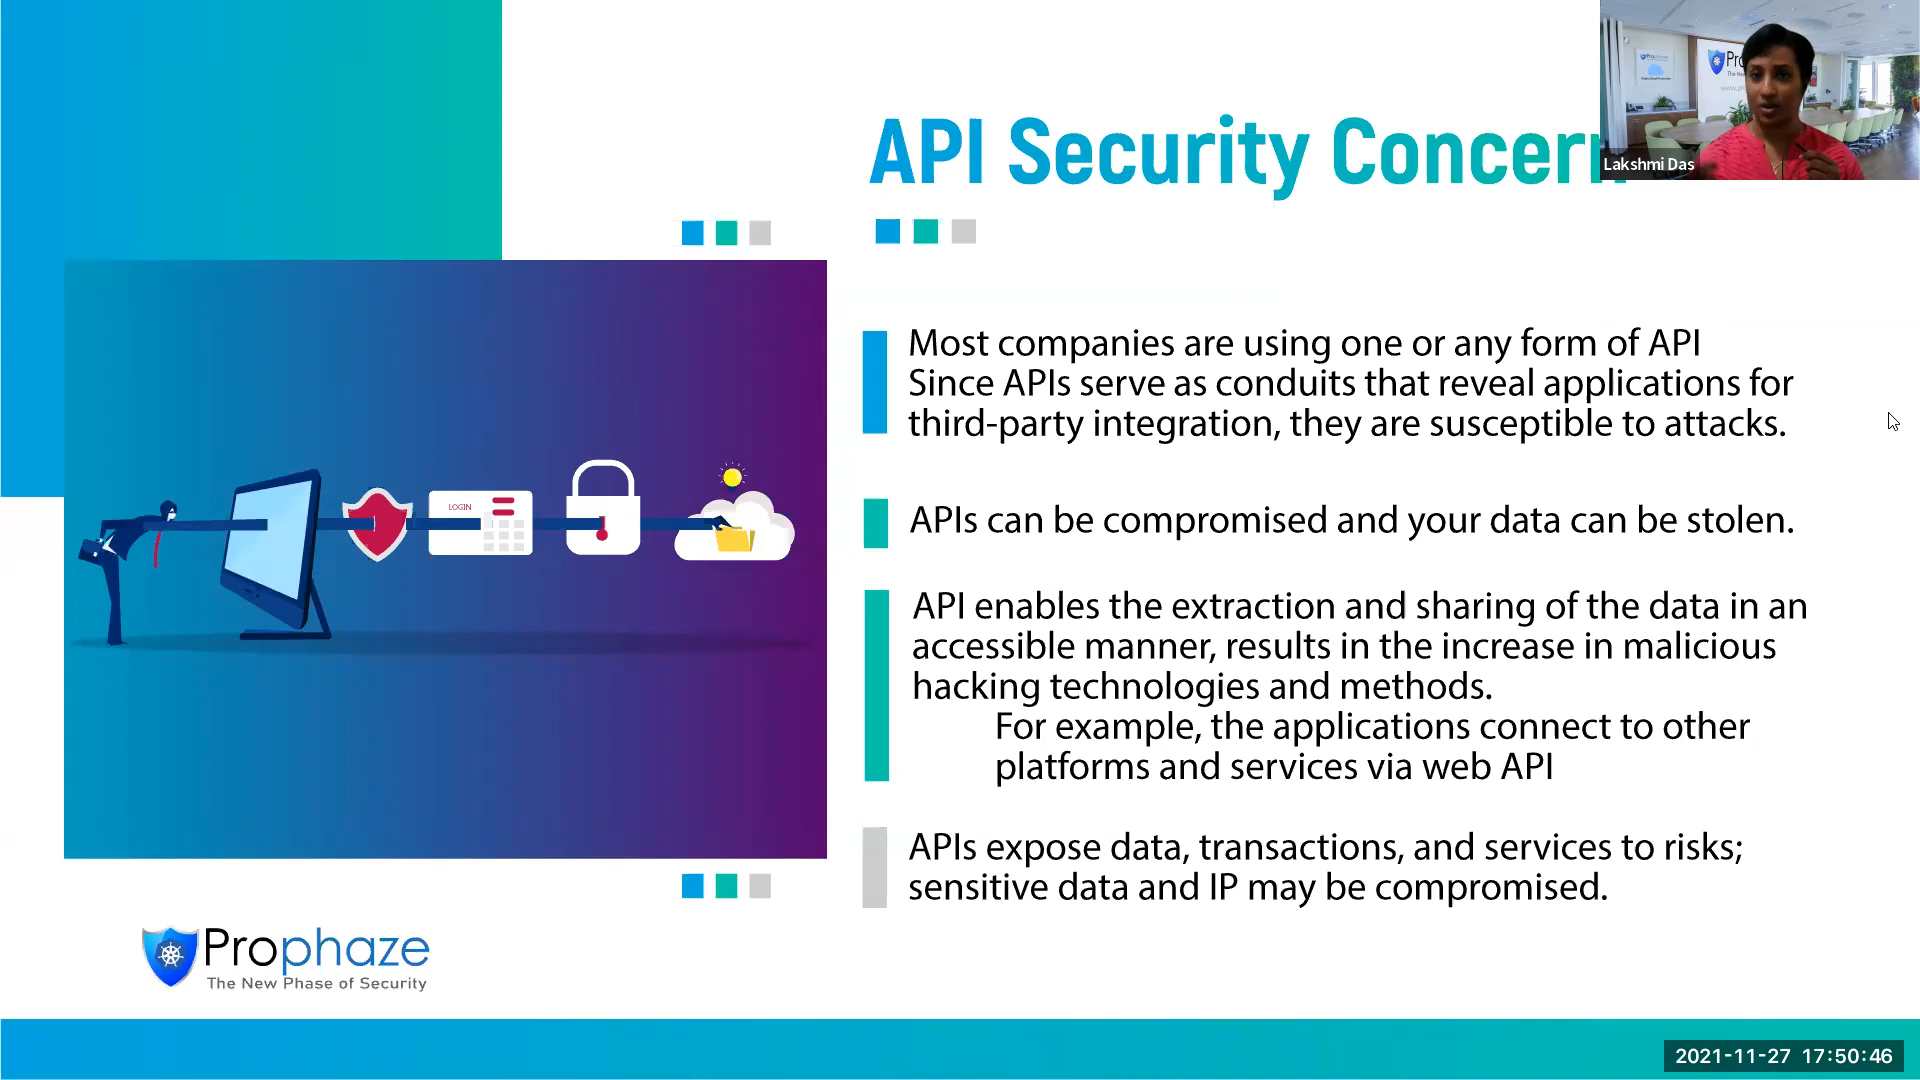 API Security Concern
Lakshmi Das
Most companies are using one or any form of API
Since APIs serve as conduits that reveal applications for
third-party integration, they are susceptible to attacks.
LOGIN
APIs can be compromised and your data can be stolen.
API enables the extraction and sharing of the data in an
accessible manner, results in the increase in malicious
hacking technologies and methods.
For example, the applications connect to other
platforms and services via web API
APIs expose data, transactions, and services to risks;
sensitive data and IP may be compromised.
Prophaze
The New Phase of Security
2021-11-27 17:50:46